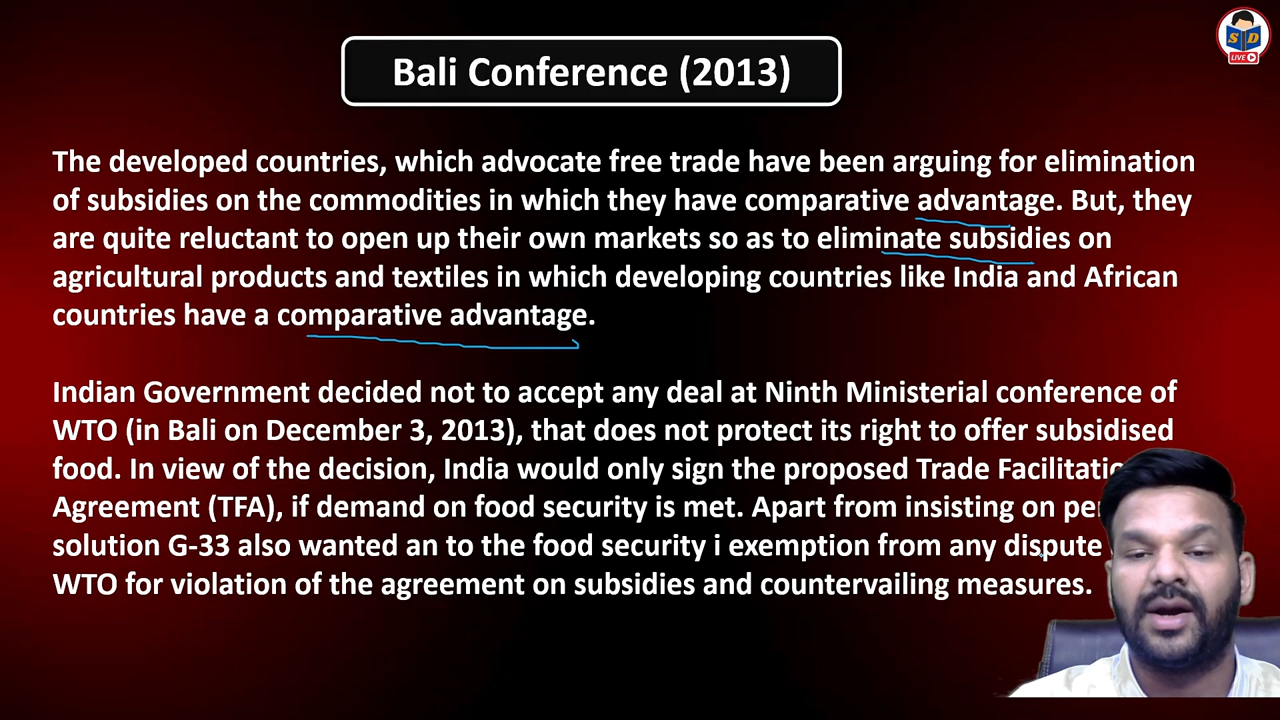 S D
LIVE
Bali Conference (2013)
The developed countries, which advocate free trade have been arguing for elimination
of subsidies on the commodities in which they have comparative advantage. But, they
are quite reluctant to open up their own markets so as to eliminate subsidies on
agricultural products and textiles in which developing countries like India and African
countries have a comparative advantage.
Indian Government decided not to accept any deal at Ninth Ministerial conference of
WTO (in Bali on December 3, 2013), that does not protect its right to offer subsidised
food. In view of the decision, India would only sign the proposed Trade
Agreement (TFA), if demand on food security is met. Apart from insisting on
solution G-33 also wanted an to the food security i exemption from any dispute
WTO for violation of the agreement on subsidies and countervailing measures.